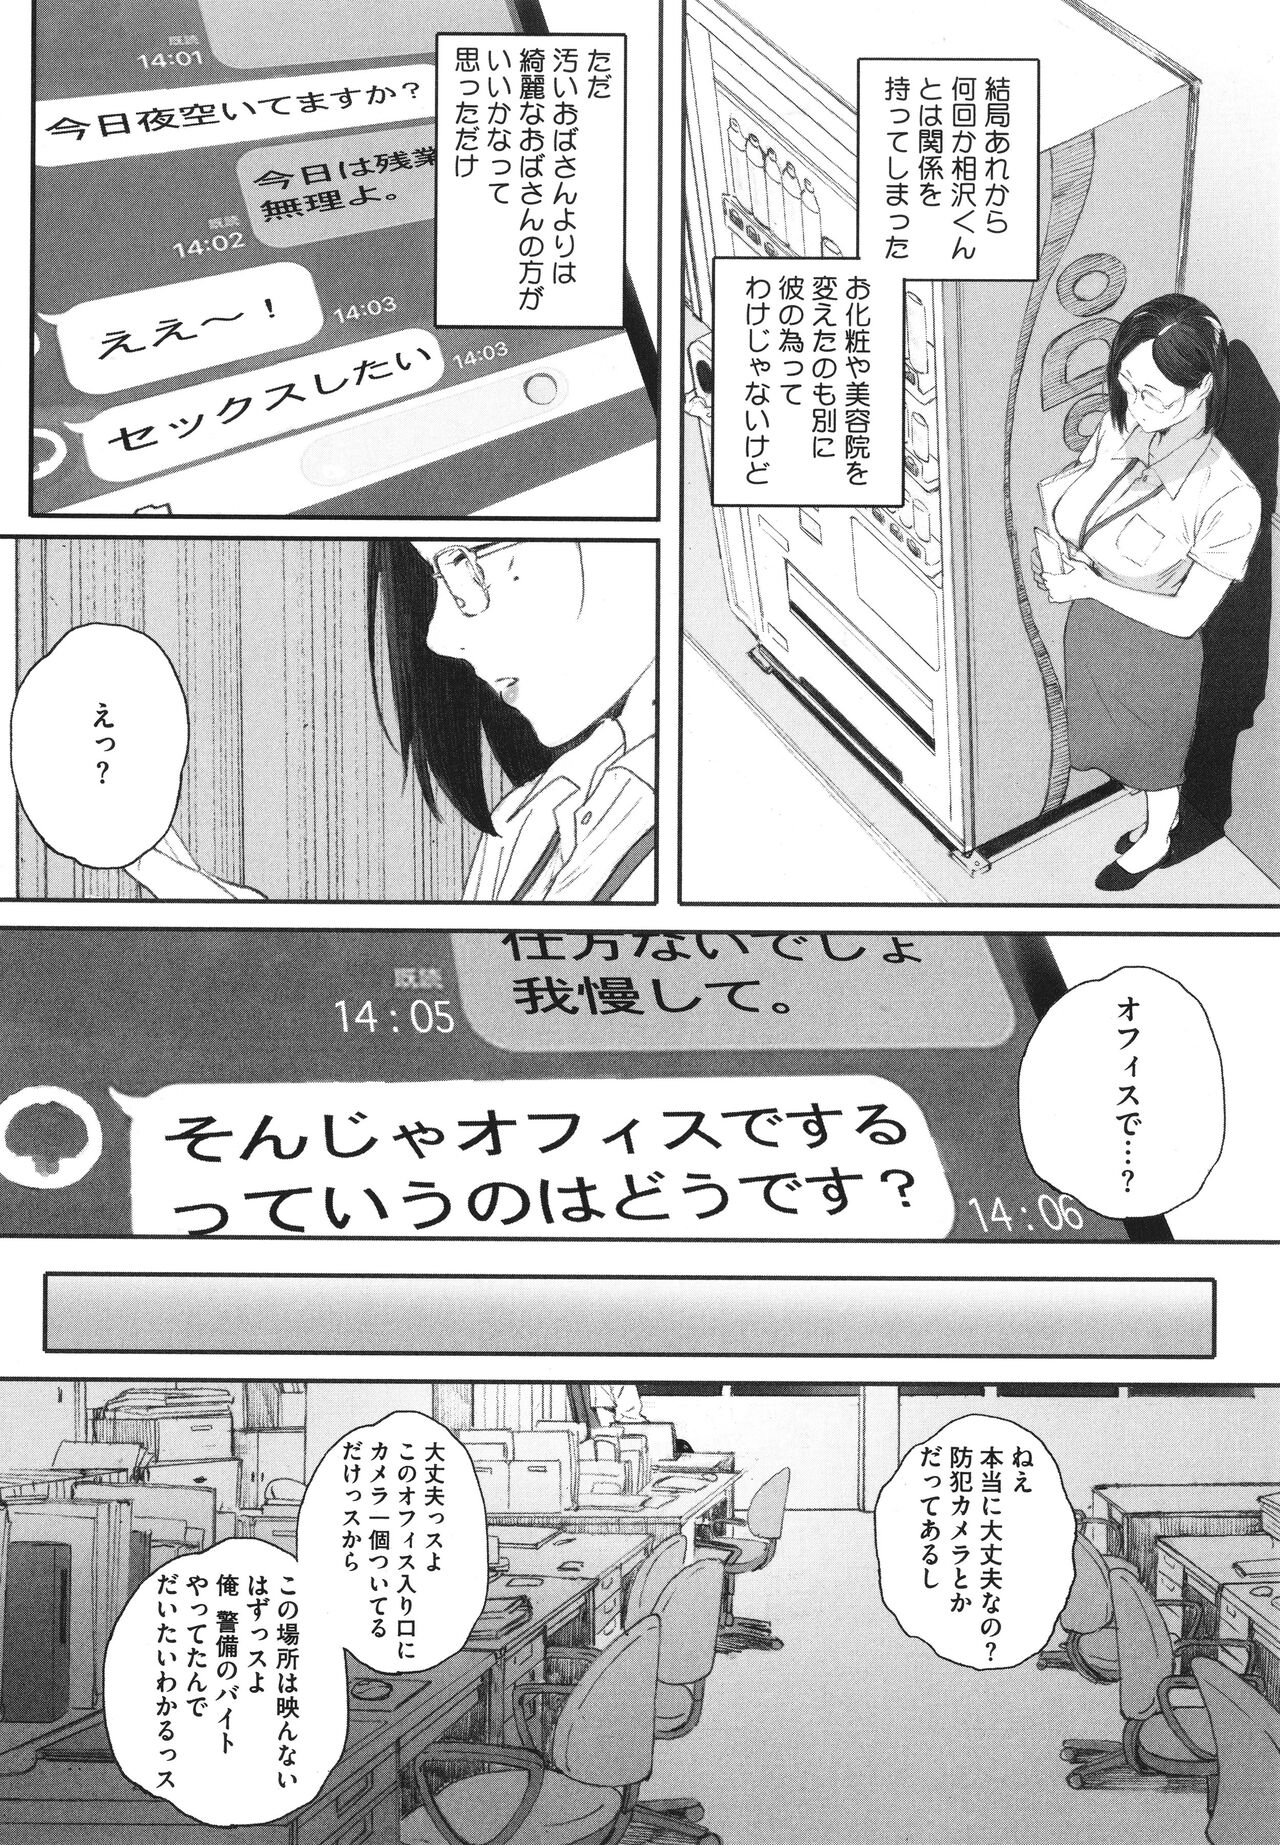 結局あれから
何回か相沢くん
とは関係を
持ってしまった
お化粧や美容院を
変えたのも別に
彼の為って
わけじゃないけど
ただ
汚いおばさんよりは
綺麗なおばさんの方が
いいかなって
思っただけ
既読
14:01
今日夜空いてますか?
今日は残業
無理よ。
既読
14:02
ええ〜!
14:03
セックスしたい
14:03
えっ?
オフィスで…?
仕方ないでしょ
我慢して。
既読
14:05
そんじゃオフィスでする
っていうのはどうです?
14:06
ねえ
本当に大丈夫なの?
防犯カメラとか
だってあるし
大丈夫っスよ
このオフィス入り口に
カメラ一個ついてる
だけっスから
この場所は映んない
はずっスよ
俺 警備のバイト
やってたんで
だいたいわかるっス